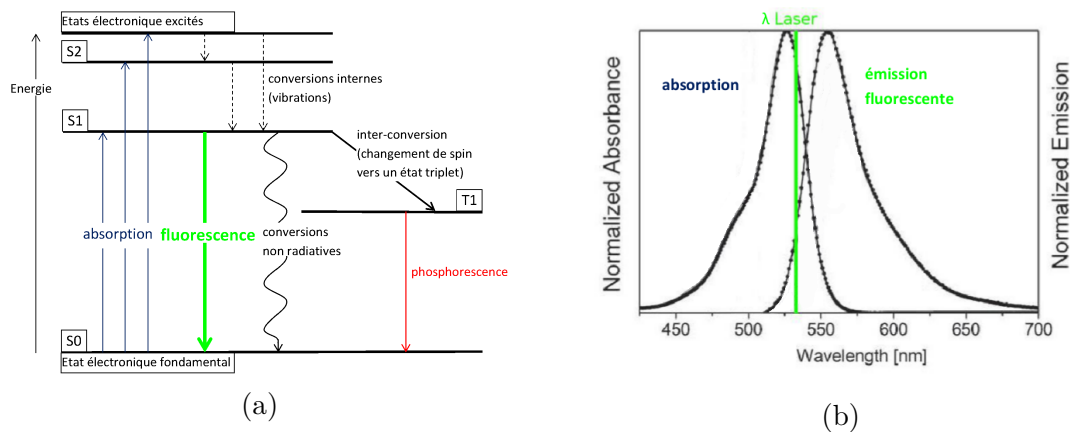 Etats électronique excités
S2
Energie
conversions internes
(vibrations)
S1
inter-conversion
(changement de spin
vers un état triplet)
T1
absorption
fluorescence
conversions
non radiatives
phosphorescence
S0
Etat électronique fondamental
(a)
λ Laser
absorption
émission
fluorescente
Normalized Absorbance
Normalized Emission
450
500
550
600
650
700
Wavelength [nm]
(b)